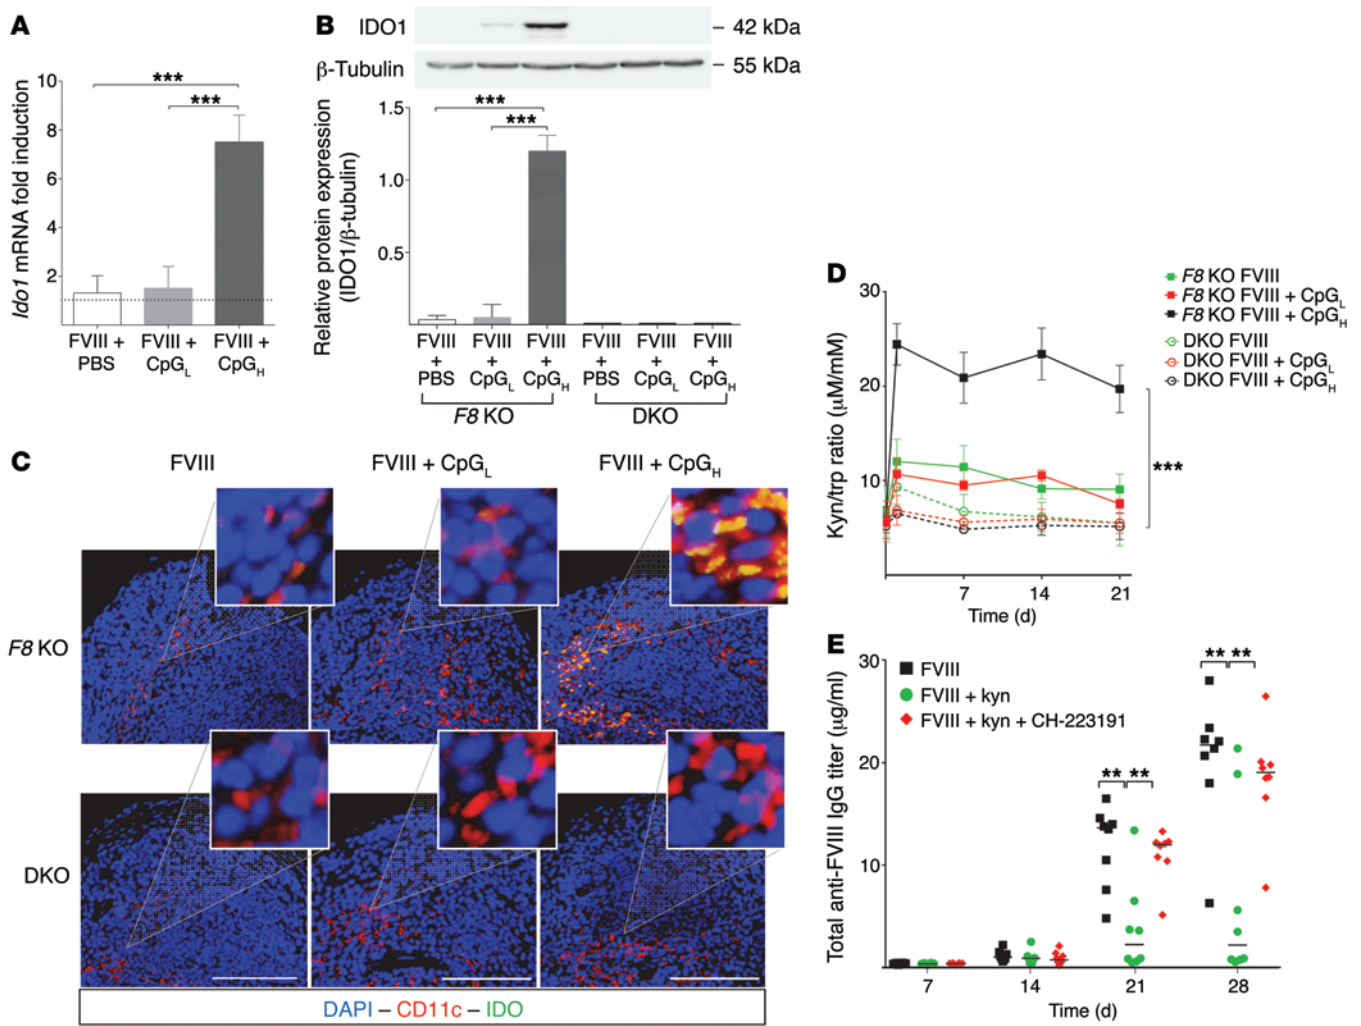 A
Ido1 mRNA fold induction
10
8
6
4
2
***
***
FVIII + PBS
FVIII + CpGL
FVIII + CpGH
B
IDO1
– 42 kDa
β-Tubulin
– 55 kDa
Relative protein expression
(IDO1/β-tubulin)
1.5
1.0
0.5
***
***
FVIII + PBS
FVIII + CpGL
FVIII + CpGH
FVIII + PBS
FVIII + CpGL
FVIII + CpGH
F8 KO
DKO
C
FVIII
FVIII + CpGL
FVIII + CpGH
F8 KO
DKO
DAPI – CD11c – IDO
D
Kyn/trp ratio (µM/mM)
30
20
10
7
14
21
Time (d)
***
F8 KO FVIII
F8 KO FVIII + CpGL
F8 KO FVIII + CpGH
DKO FVIII
DKO FVIII + CpGL
DKO FVIII + CpGH
E
Total anti-FVIII IgG titer (µg/ml)
30
20
10
FVIII
FVIII + kyn
FVIII + kyn + CH-223191
**
**
**
**
7
14
21
28
Time (d)